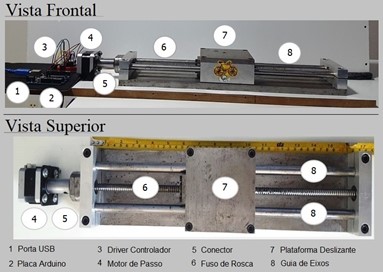 Vista Frontal
3
4
6
7
8
1
2
5
Vista Superior
4
5
6
7
8
8
1 Porta USB
3 Driver Controlador
5 Conector
7 Plataforma Deslizante
2 Placa Arduino
4 Motor de Passo
6 Fuso de Rosca
8 Guia de Eixos